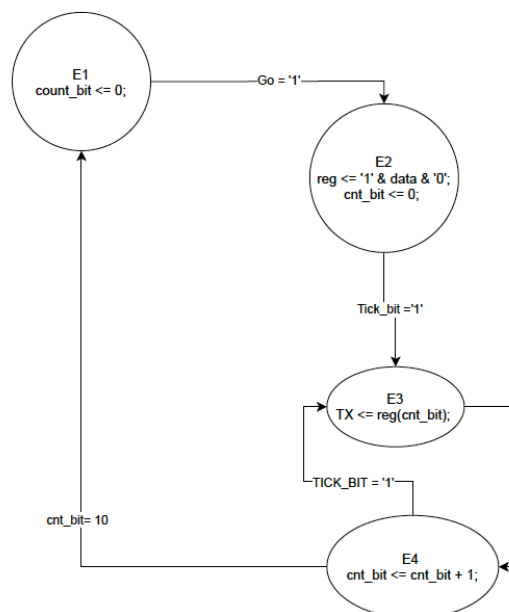 E1
count_bit <= 0;
Go = '1'
E2
reg <= '1' & data & '0';
cnt_bit <= 0;
Tick_bit ='1'
E3
TX <= reg(cnt_bit);
TICK_BIT = '1'
cnt_bit= 10
E4
cnt_bit <= cnt_bit + 1;